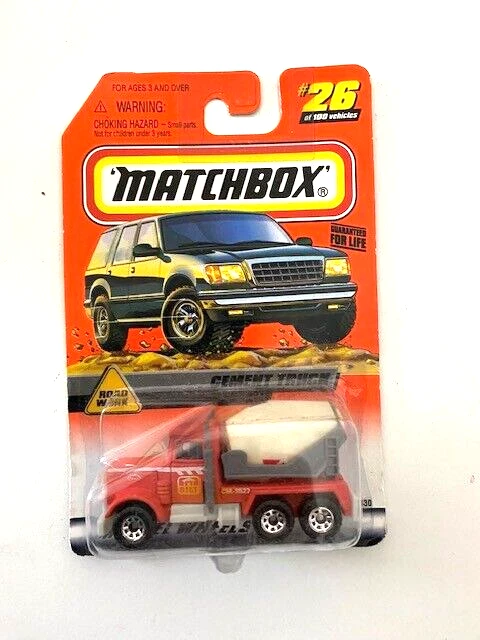 FOR AGES 3 AND OVER
WARNING:
CHOKING HAZARD - Small parts.
Not for children under 3 years.
#26
of 100 vehicles
'MATCHBOX'®
GUARANTEED
FOR LIFE
CEMENT TRUCK
ROAD
WORK
WHEELS